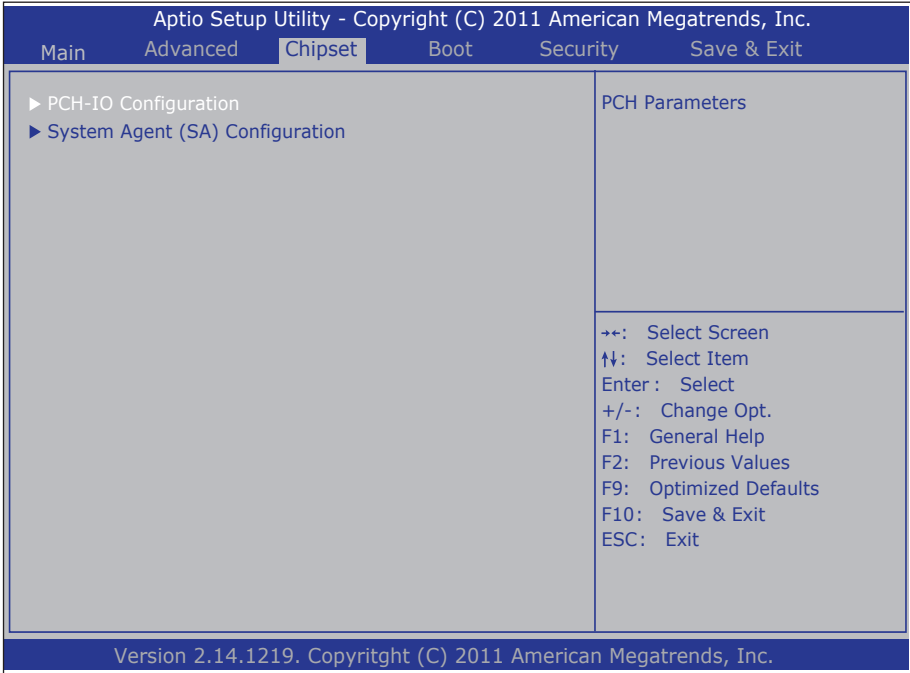 Aptio Setup Utility - Copyright (C) 2011 American Megatrends, Inc.
Main Advanced Chipset Boot Security Save & Exit
▶ PCH-IO Configuration
▶ System Agent (SA) Configuration
PCH Parameters
→←: Select Screen
↑↓: Select Item
Enter : Select
+/-: Change Opt.
F1: General Help
F2: Previous Values
F9: Optimized Defaults
F10: Save & Exit
ESC: Exit
Version 2.14.1219. Copyritght (C) 2011 American Megatrends, Inc.